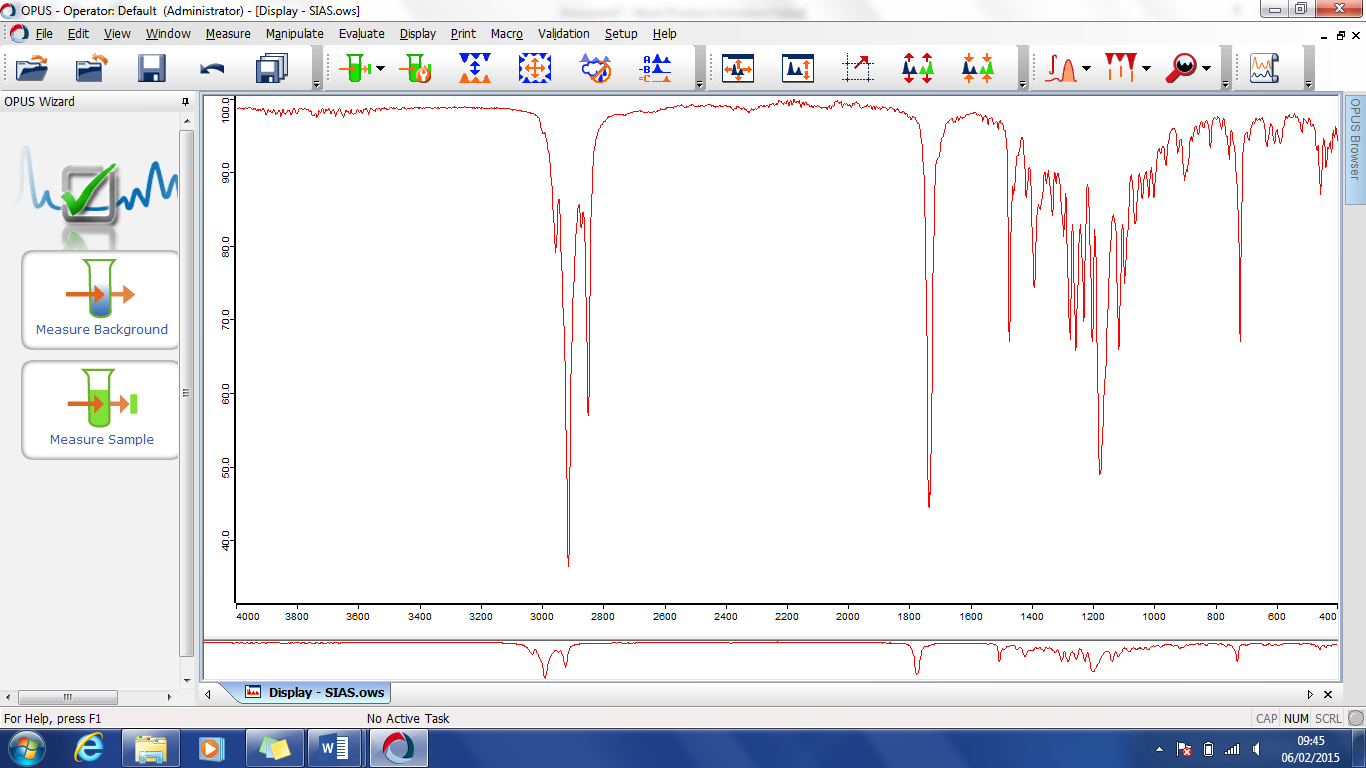 OPUS - Operator: Default (Administrator) - [Display - SIAS.ows]
File Edit View Window Measure Manipulate Evaluate Display Print Macro Validation Setup Help
OPUS Wizard
Measure Background
Measure Sample
100.0
90.0
80.0
70.0
60.0
50.0
40.0
4000 3800 3600 3400 3200 3000 2800 2600 2400 2200 2000 1800 1600 1400 1200 1000 800 600 400
OPUS Browser
Display - SIAS.ows
For Help, press F1
No Active Task
CAP NUM SCRL
09:45
06/02/2015